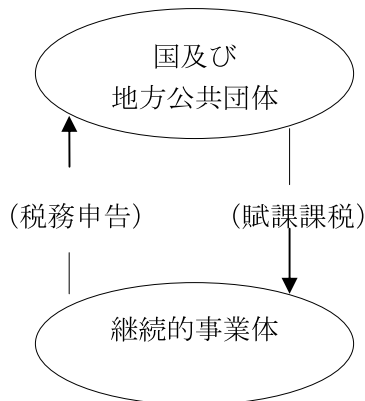 国及び
地方公共団体
（税務申告）
（賦課課税）
継続的事業体